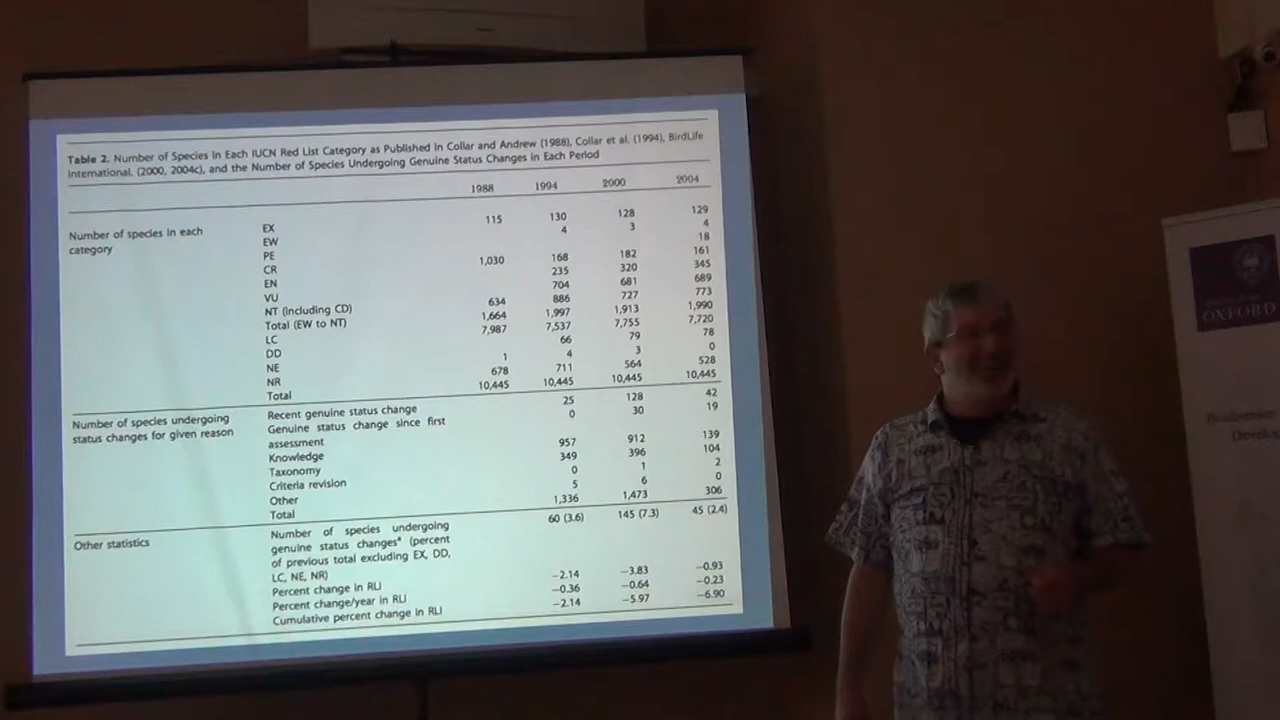 Table 2. Number of Species in Each IUCN Red List Category as Published in Collar and Andrew (1988), Collar et al. (1994), BirdLife
International. (2000, 2004c), and the Number of Species Undergoing Genuine Status Changes in Each Period
1988 1994 2000 2004
Number of species in each EX 115 130 128 129
category EW 4 3 4
PE 18
CR 1,030 168 182 161
EN 235 320 345
VU 704 681 689
NT (including CD) 634 886 727 773
Total (EW to NT) 1,664 1,997 1,913 1,990
LC 7,987 7,537 7,755 7,720
DD 66 79 78
NE 1 4 3 0
NR 678 711 564 528
Total 10,445 10,445 10,445 10,445
Number of species undergoing Recent genuine status change 25 128 42
status changes for given reason Genuine status change since first 0 30 19
assessment
Knowledge 957 912 139
Taxonomy 349 396 104
Criteria revision 0 1 2
Other 5 6 0
Total 1,336 1,473 306
Other statistics Number of species undergoing 60 (3.6) 145 (7.3) 45 (2.4)
genuine status changesª (percent
of previous total excluding EX, DD,
LC, NE, NR)
Percent change in RLI −2.14 −3.83 −0.93
Percent change/year in RLI −0.36 −0.64 −0.23
Cumulative percent change in RLI −2.14 −5.97 −6.90
OXFORD